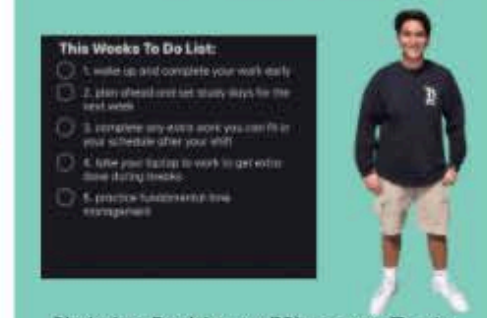 This Weeks To Do List:
1. wake up and complete your work early
2. plan ahead and set study days for the
next week
3. complete any extra work you can fit in
your schedule after your shift
4. take your laptop to work to get extra
done during breaks
5. practice fundamental time
management